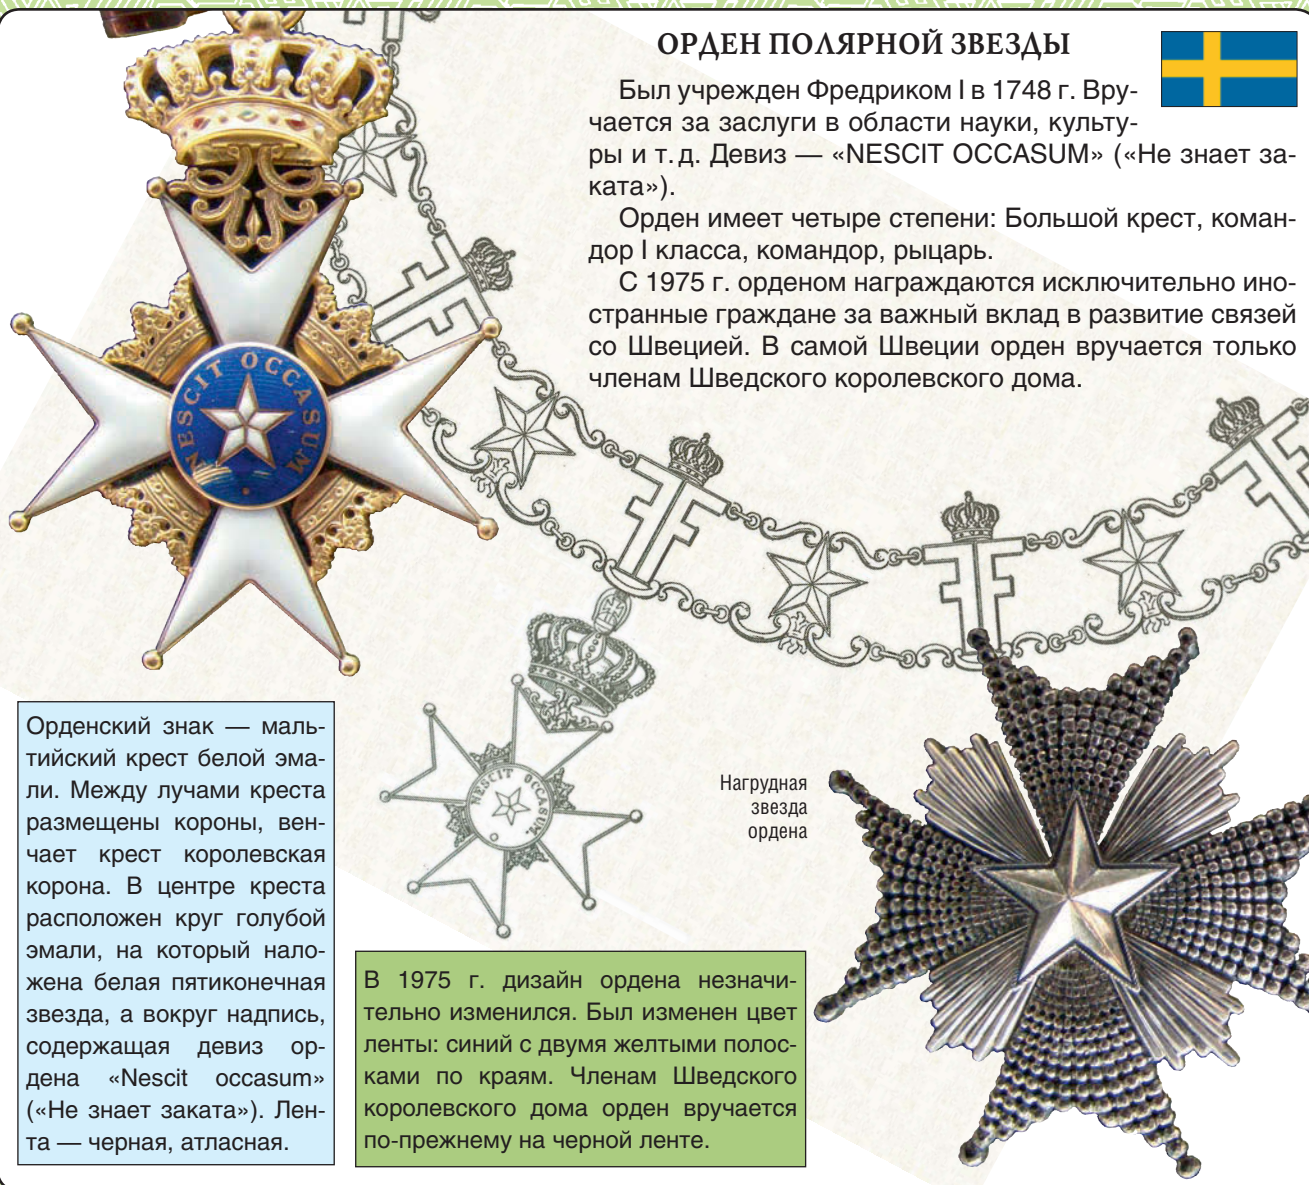 ОРДЕН ПОЛЯРНОЙ ЗВЕЗДЫ
Был учрежден Фредриком I в 1748 г. Вру-
чается за заслуги в области науки, культу-
ры и т. д. Девиз — «NESCIT OCCASUM» («Не знает за-
ката»).
Орден имеет четыре степени: Большой крест, коман-
дор I класса, командор, рыцарь.
С 1975 г. орденом награждаются исключительно ино-
странные граждане за важный вклад в развитие связей
со Швецией. В самой Швеции орден вручается только
членам Шведского королевского дома.
NESCIT OCCASUM
NESCIT OCCASUM.
Орденский знак — маль-
тийский крест белой эма-
ли. Между лучами креста
размещены короны, вен-
чает крест королевская
корона. В центре креста
расположен круг голубой
эмали, на который нало-
жена белая пятиконечная
звезда, а вокруг надпись,
содержащая девиз ор-
дена «Nescit occasum»
(«Не знает заката»). Лен-
та — черная, атласная.
Нагрудная
звезда
ордена
В 1975 г. дизайн ордена незначи-
тельно изменился. Был изменен цвет
ленты: синий с двумя желтыми полос-
ками по краям. Членам Шведского
королевского дома орден вручается
по-прежнему на черной ленте.